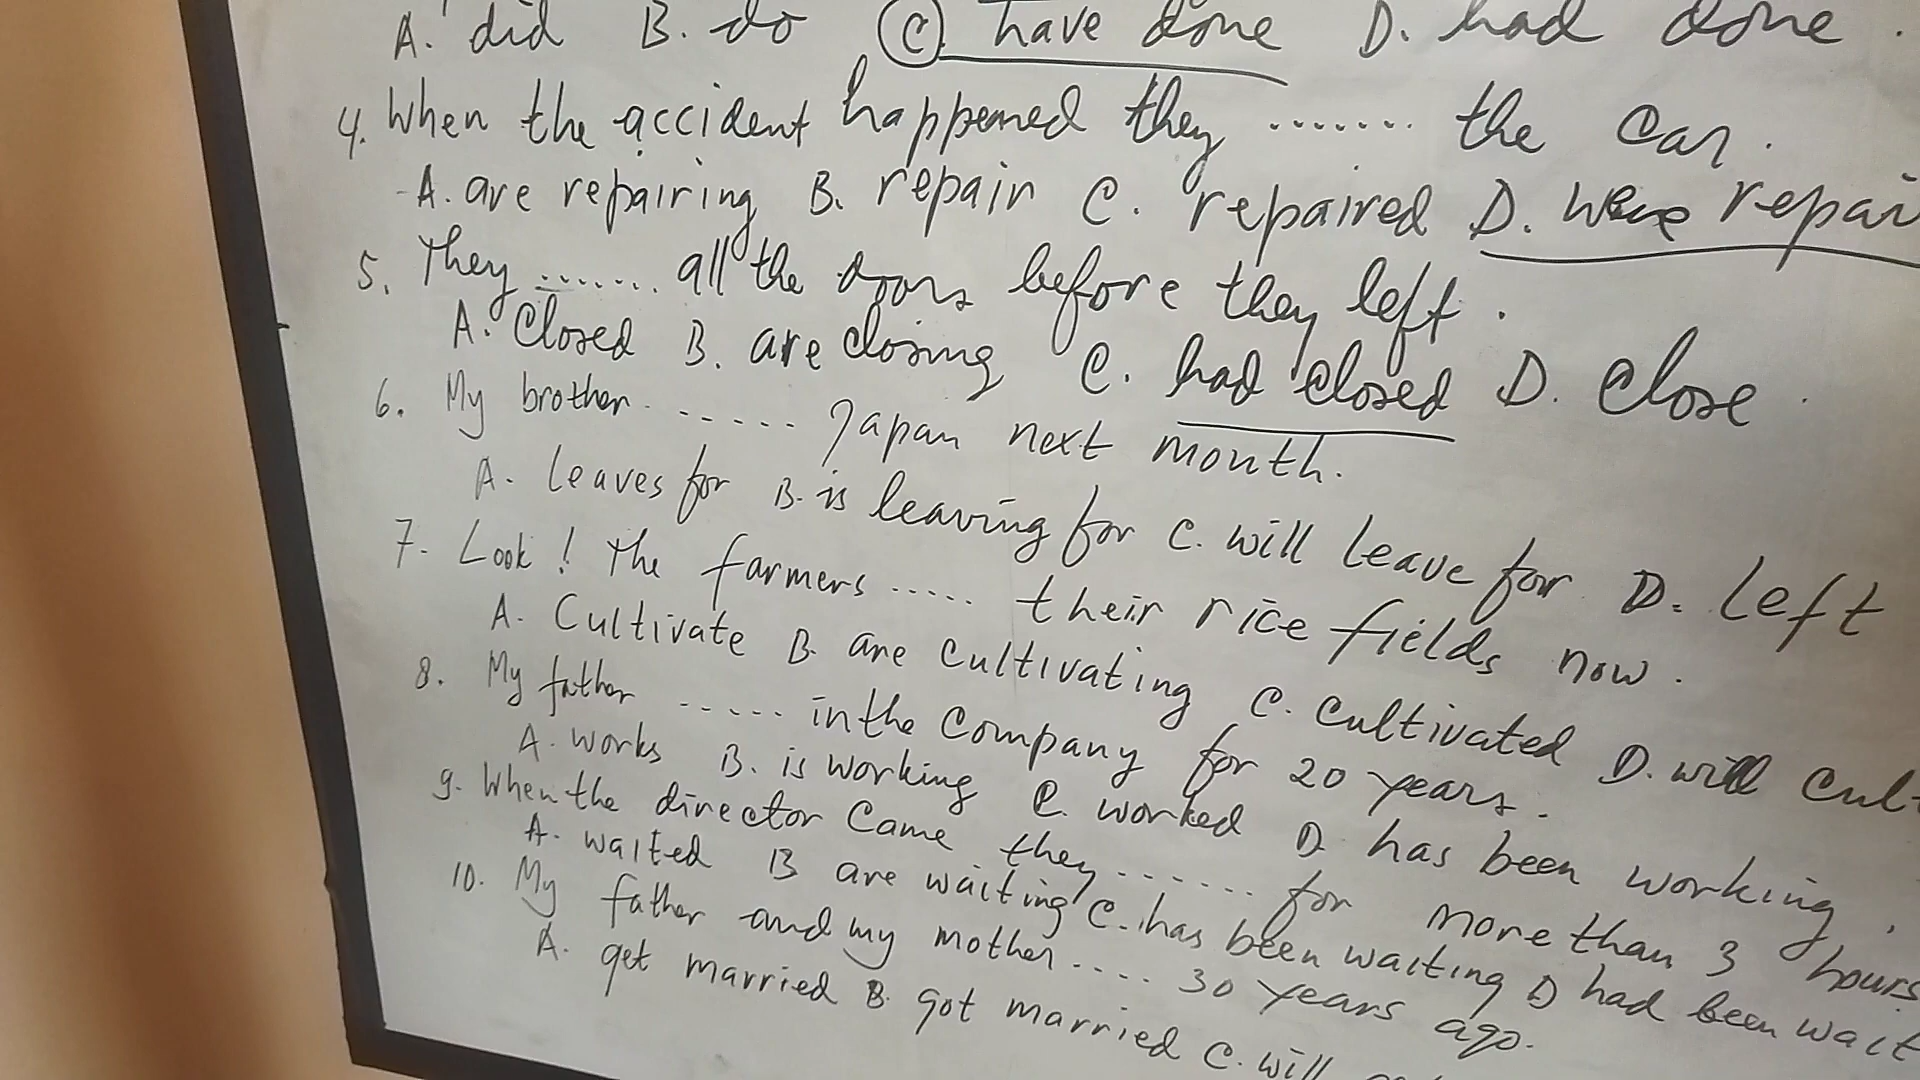 A. did B. do C. have done D. had done.
4. When the accident happened they ....... the car.
A. are repairing B. repair C. repaired D. were repai
5. They ....... all the doors before they left.
A. Closed B. are closing C. had closed D. close
6. My brother ...... Japan next month.
A. leaves for B. is leaving for C. will leave for D. left
7. Look! the farmers ..... their rice fields now.
A. Cultivate B. are cultivating C. cultivated D. will cul
8. My father ..... in the company for 20 years.
A. works B. is working C. worked D. has been working.
9. When the director came they ...... for more than 3 hours
A. waited B are waiting C. has been waiting D had been wait
10. My father and my mother .... 30 years ago.
A. get married B. got married C. will